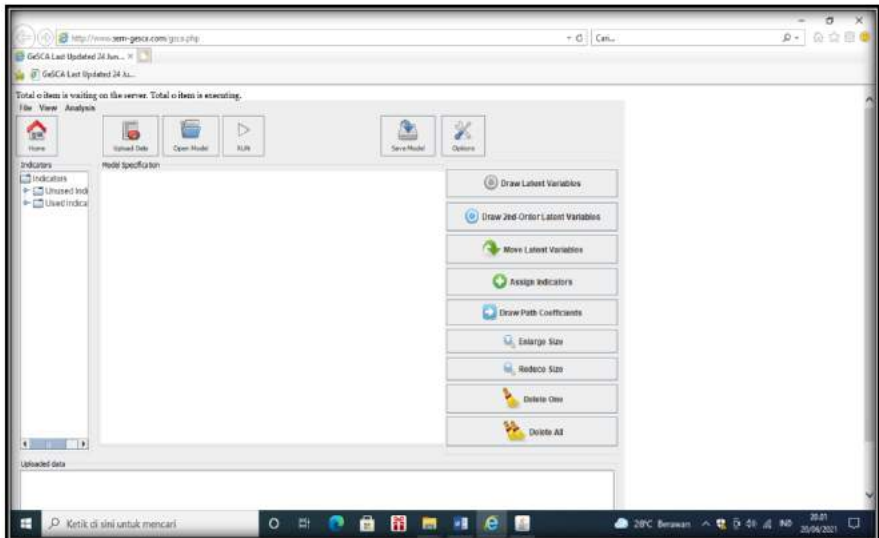 http://www.sem-gesca.com/gsca.php
Cari...
GeSCA Last Updated 24 Jun...
GeSCA Last Updated 24 Ju...
Total 0 item is waiting on the server. Total 0 item is executing.
File View Analysis
Home
Upload Data
Open Model
RUN
Save Model
Options
Indicators
Model Specification
Indicators
Unused Indi
Used Indica
Draw Latent Variables
Draw 2nd-Order Latent Variables
Move Latent Variables
Assign Indicators
Draw Path Coefficients
Enlarge Size
Reduce Size
Delete One
Delete All
Uploaded data
Ketik di sini untuk mencari
28°C Berawan
IND
20.01
20/06/2021